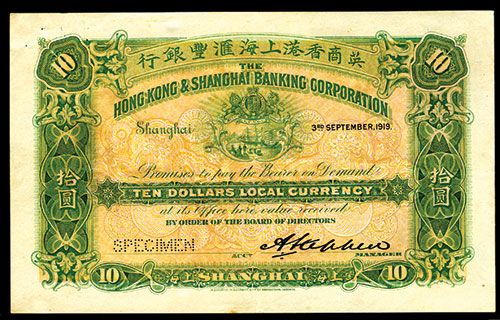 英商香港上海滙豐銀行
10
10
THE
HONG KONG & SHANGHAI BANKING CORPORATION
Shanghai
3RD SEPTEMBER, 1919.
Promises to pay the Bearer on Demand
TEN DOLLARS LOCAL CURRENCY
at its Office here value received
BY ORDER OF THE BOARD OF DIRECTORS
拾圓
拾圓
SPECIMEN
ACCT
MANAGER
10
SHANGHAI
10